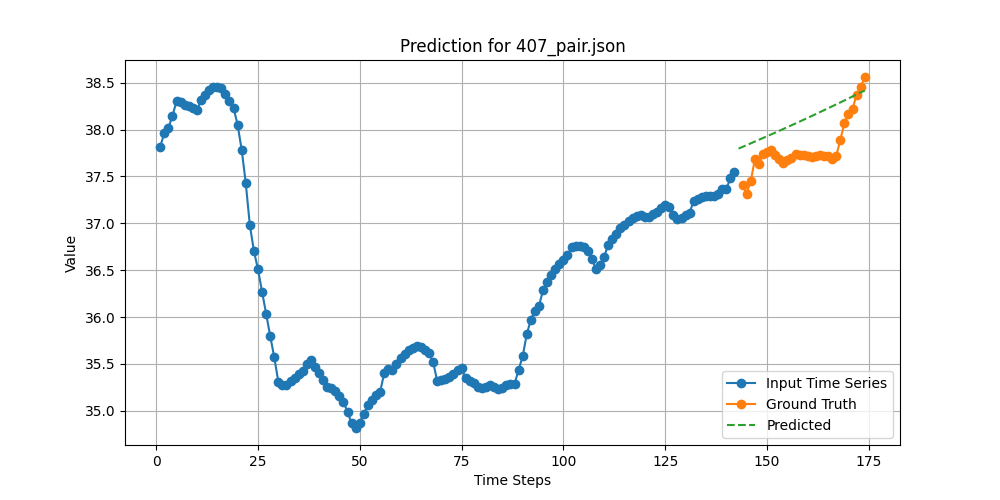 Prediction for 407_pair.json
Value
38.5
38.0
37.5
37.0
36.5
36.0
35.5
35.0
0 25 50 75 100 125 150 175
Time Steps
Input Time Series
Ground Truth
Predicted